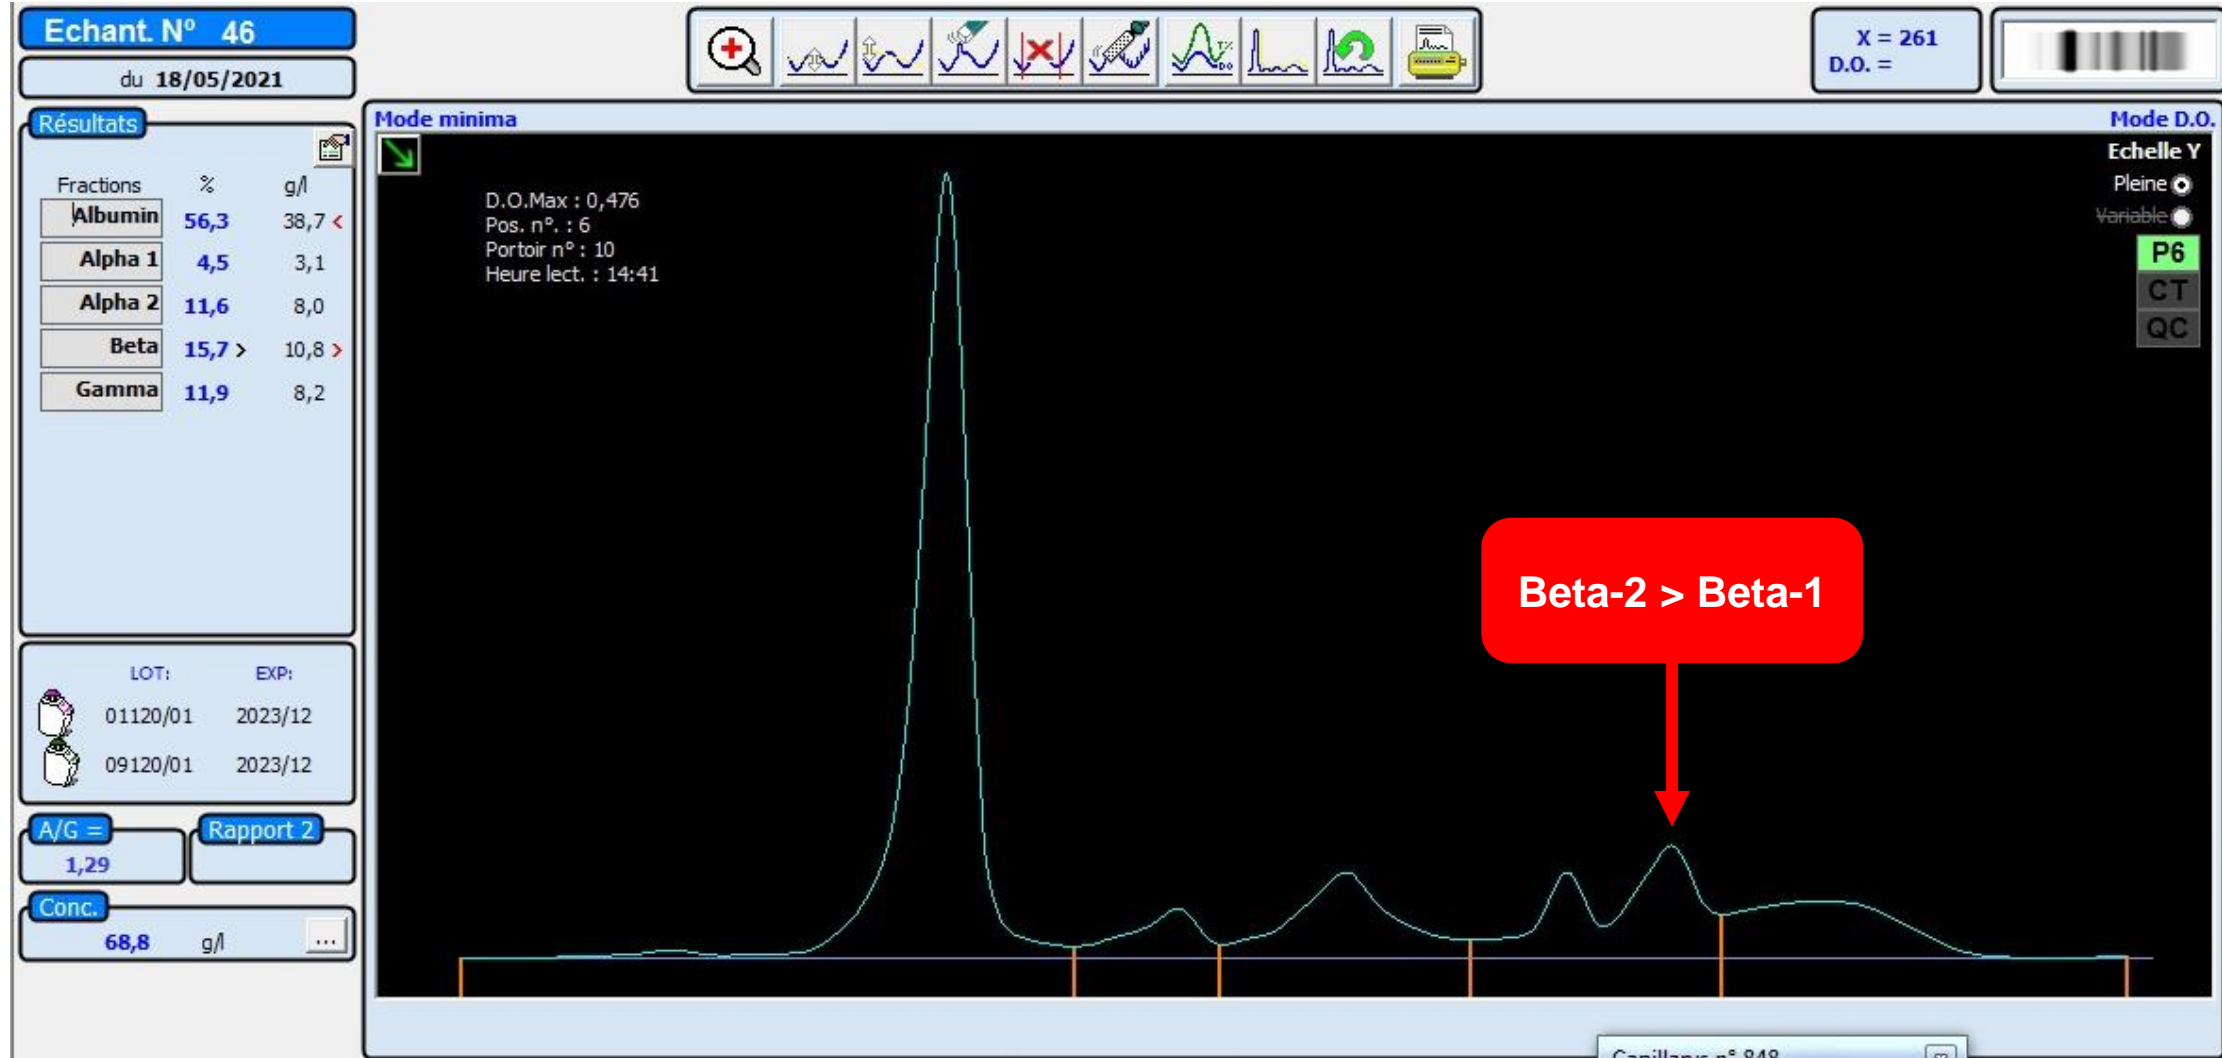 Echant. Nº 46
du 18/05/2021
X = 261
D.O. =
Résultats
Fractions % g/l
Albumin 56,3 38,7 <
Alpha 1 4,5 3,1
Alpha 2 11,6 8,0
Beta 15,7 > 10,8 >
Gamma 11,9 8,2
LOT: EXP:
01120/01 2023/12
09120/01 2023/12
A/G =
1,29
Rapport 2
Conc.
68,8 g/l ...
Mode minima
Mode D.O.
D.O.Max : 0,476
Pos. n°. : 6
Portoir n° : 10
Heure lect. : 14:41
Echelle Y
Pleine
Variable
P6
CT
QC
Beta-2 > Beta-1
Capillarys n° 848